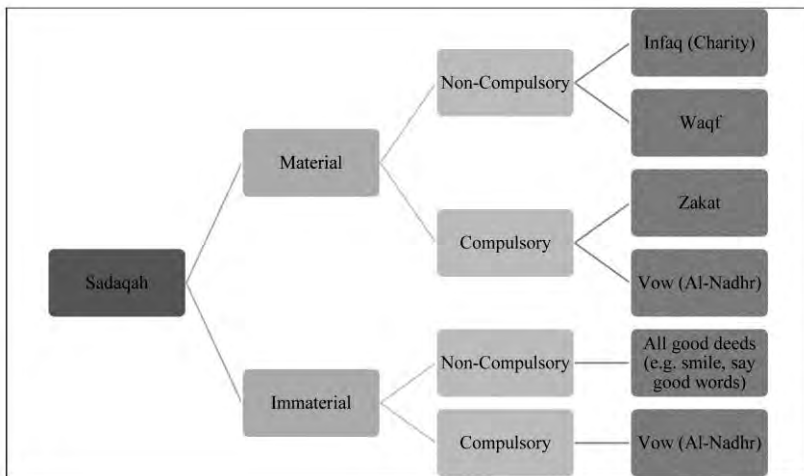 Sadaqah
Material
Non-Compulsory
Infaq (Charity)
Waqf
Compulsory
Zakat
Vow (Al-Nadhr)
Immaterial
Non-Compulsory
All good deeds
(e.g. smile, say
good words)
Compulsory
Vow (Al-Nadhr)